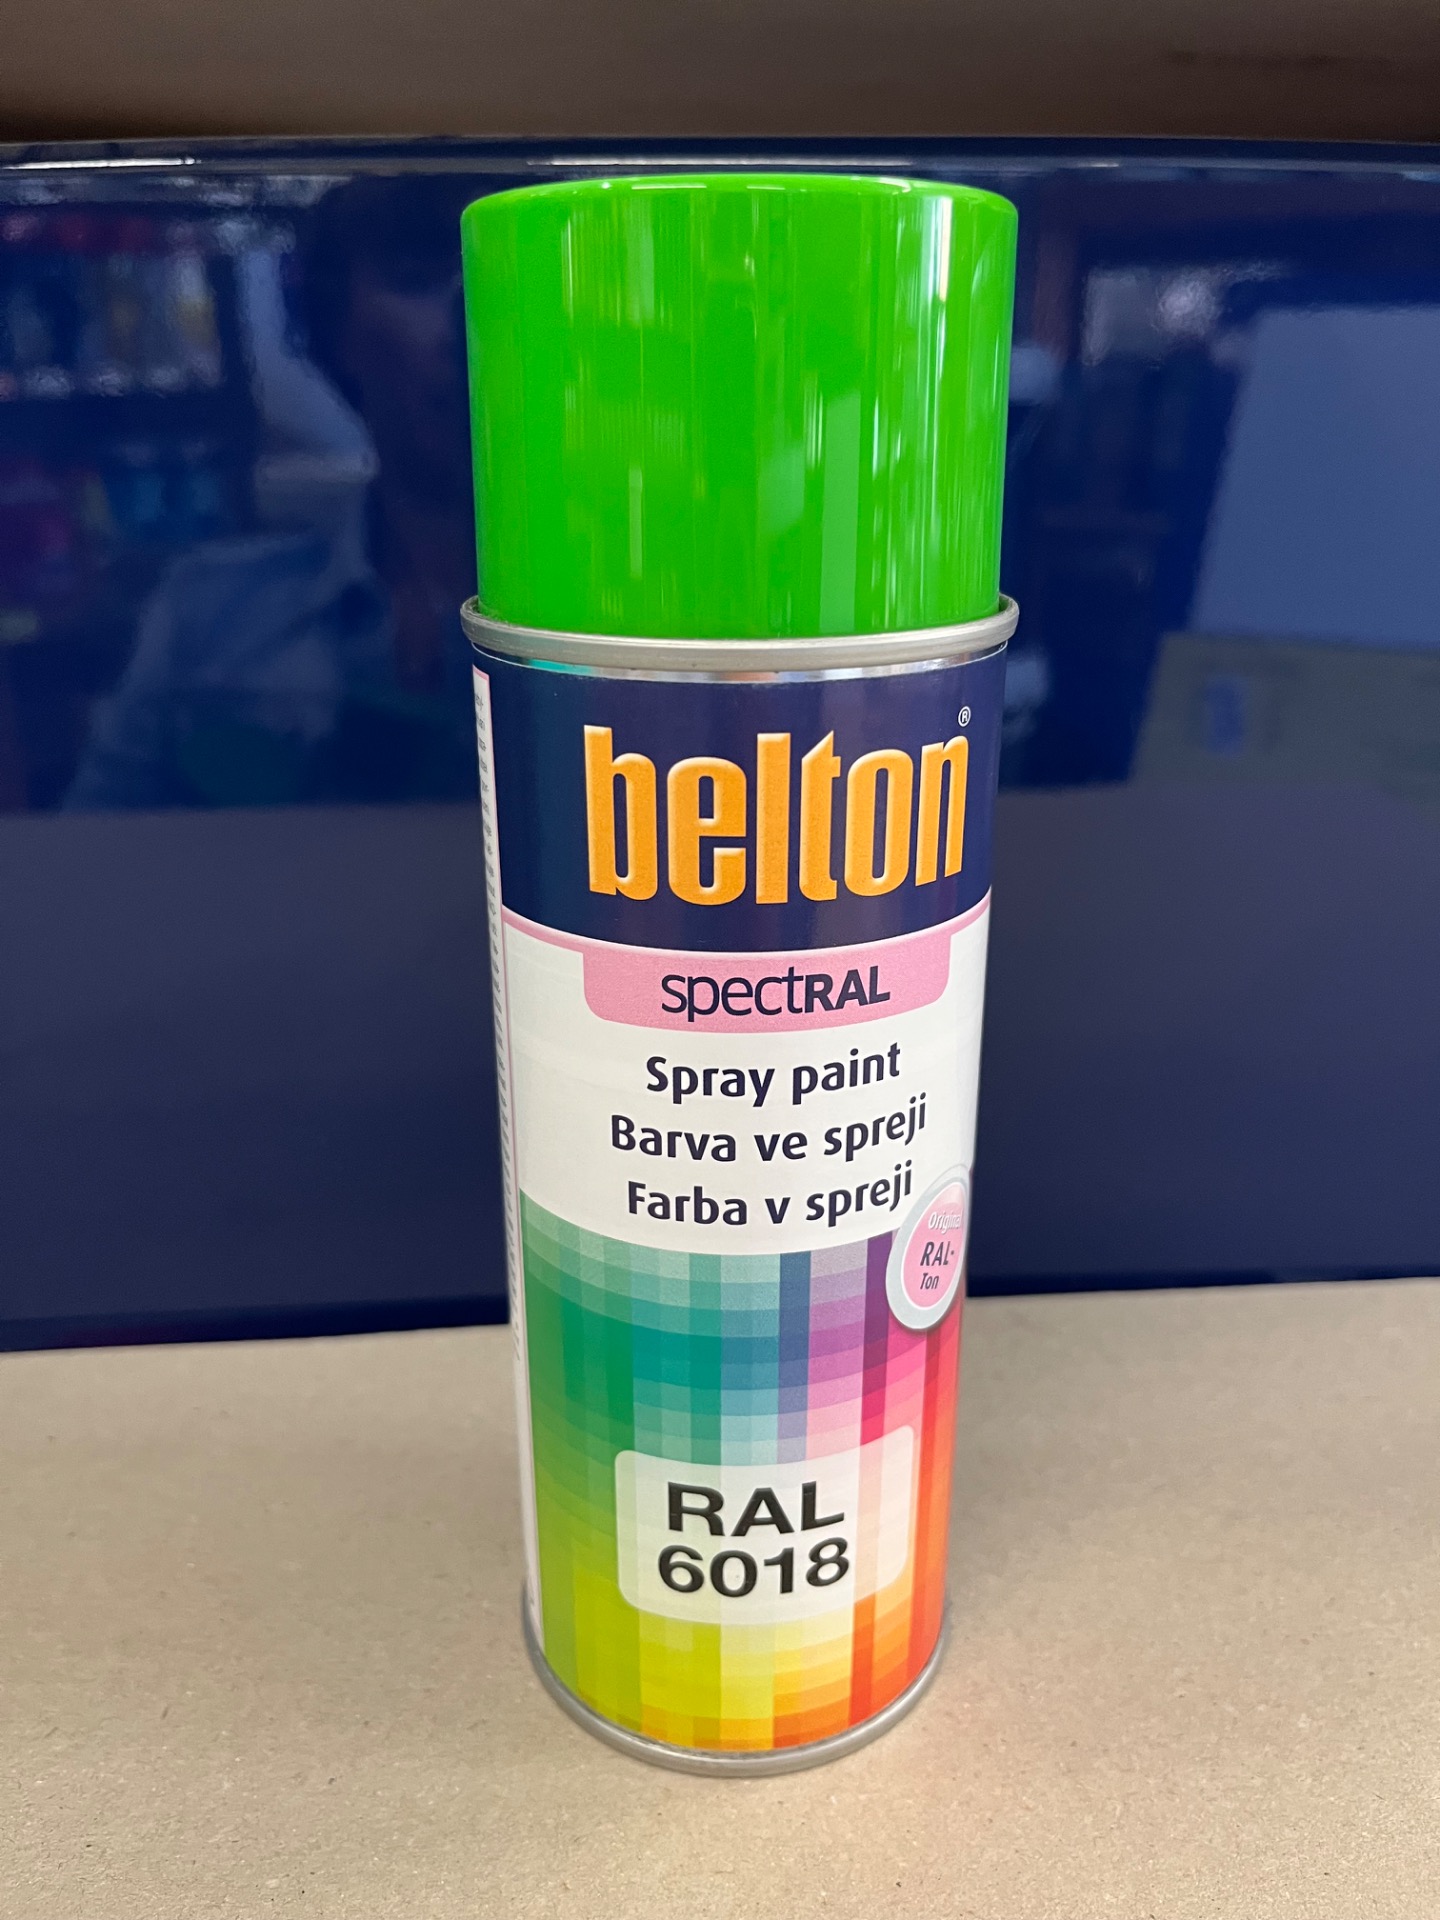 belton®
spectRAL
Spray paint
Barva ve spreji
Farba v spreji
Original
RAL-
Ton
RAL
6018